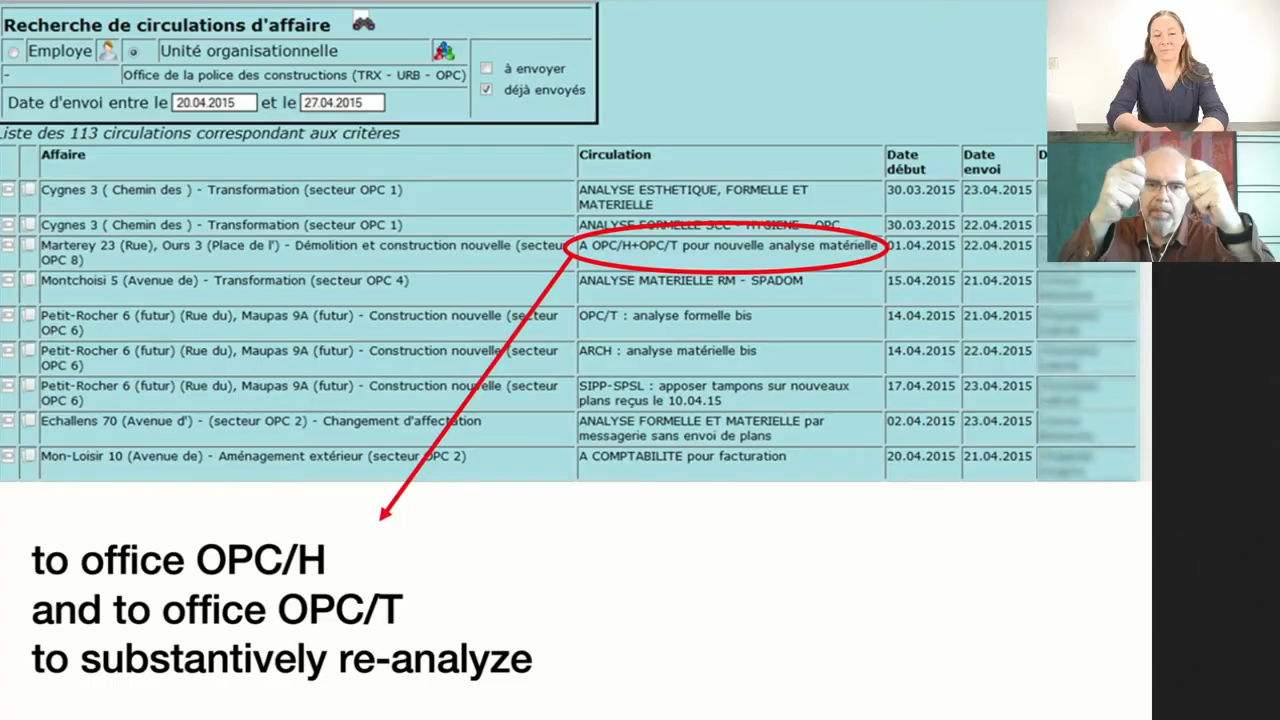 Recherche de circulations d'affaire
Employe Unité organisationnelle
- Office de la police des constructions (TRX - URB - OPC)
à envoyer
déjà envoyés
Date d'envoi entre le 20.04.2015 et le 27.04.2015
Liste des 113 circulations correspondant aux critères
Affaire Circulation Date début Date envoi D
Cygnes 3 ( Chemin des ) - Transformation (secteur OPC 1) ANALYSE ESTHETIQUE, FORMELLE ET 30.03.2015 23.04.2015
MATERIELLE
Cygnes 3 ( Chemin des ) - Transformation (secteur OPC 1) ANALYSE FORMELLE SCC - HYGIENE - OPC 30.03.2015 22.04.2015
Marterey 23 (Rue), Ours 3 (Place de l') - Démolition et construction nouvelle (secteur A OPC/H+OPC/T pour nouvelle analyse matérielle 01.04.2015 22.04.2015
OPC 8)
Montchoisi 5 (Avenue de) - Transformation (secteur OPC 4) ANALYSE MATERIELLE RM - SPADOM 15.04.2015 21.04.2015
Petit-Rocher 6 (futur) (Rue du), Maupas 9A (futur) - Construction nouvelle (secteur OPC/T : analyse formelle bis 14.04.2015 21.04.2015
OPC 6)
Petit-Rocher 6 (futur) (Rue du), Maupas 9A (futur) - Construction nouvelle (secteur ARCH : analyse matérielle bis 14.04.2015 22.04.2015
OPC 6)
Petit-Rocher 6 (futur) (Rue du), Maupas 9A (futur) - Construction nouvelle (secteur SIPP-SPSL : apposer tampons sur nouveaux 17.04.2015 23.04.2015
OPC 6) plans reçus le 10.04.15
Echallens 70 (Avenue d') - (secteur OPC 2) - Changement d'affectation ANALYSE FORMELLE ET MATERIELLE par 02.04.2015 23.04.2015
messagerie sans envoi de plans
Mon-Loisir 10 (Avenue de) - Aménagement extérieur (secteur OPC 2) A COMPTABILITE pour facturation 20.04.2015 21.04.2015
to office OPC/H
and to office OPC/T
to substantively re-analyze